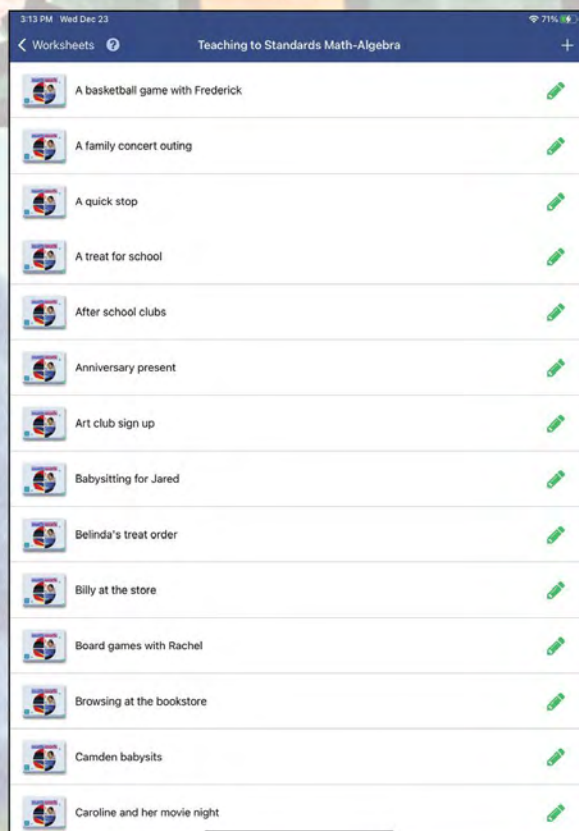 3:13 PM Wed Dec 23
71%
Worksheets ? Teaching to Standards Math-Algebra +
A basketball game with Frederick
A family concert outing
A quick stop
A treat for school
After school clubs
Anniversary present
Art club sign up
Babysitting for Jared
Belinda's treat order
Billy at the store
Board games with Rachel
Browsing at the bookstore
Camden babysits
Caroline and her movie night